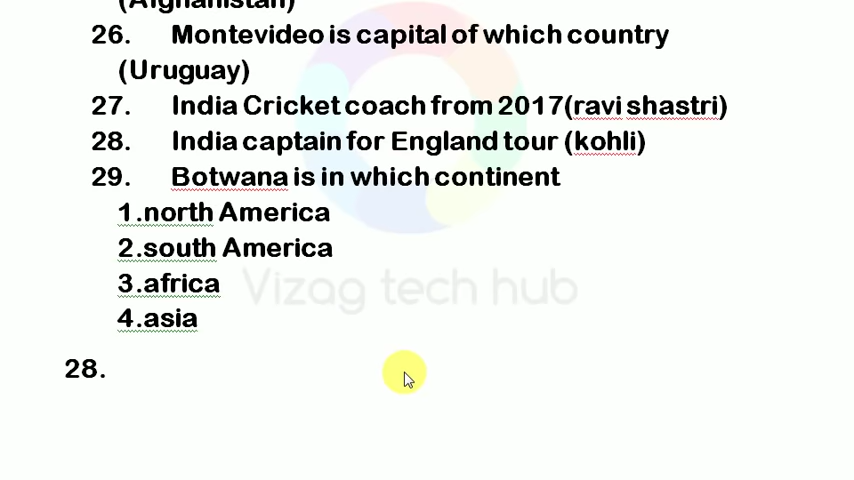 (Afghanistan)
26. Montevideo is capital of which country
(Uruguay)
27. India Cricket coach from 2017(ravi shastri)
28. India captain for England tour (kohli)
29. Botwana is in which continent
1.north America
2.south America
3.africa
Vizag tech hub
4.asia
28.